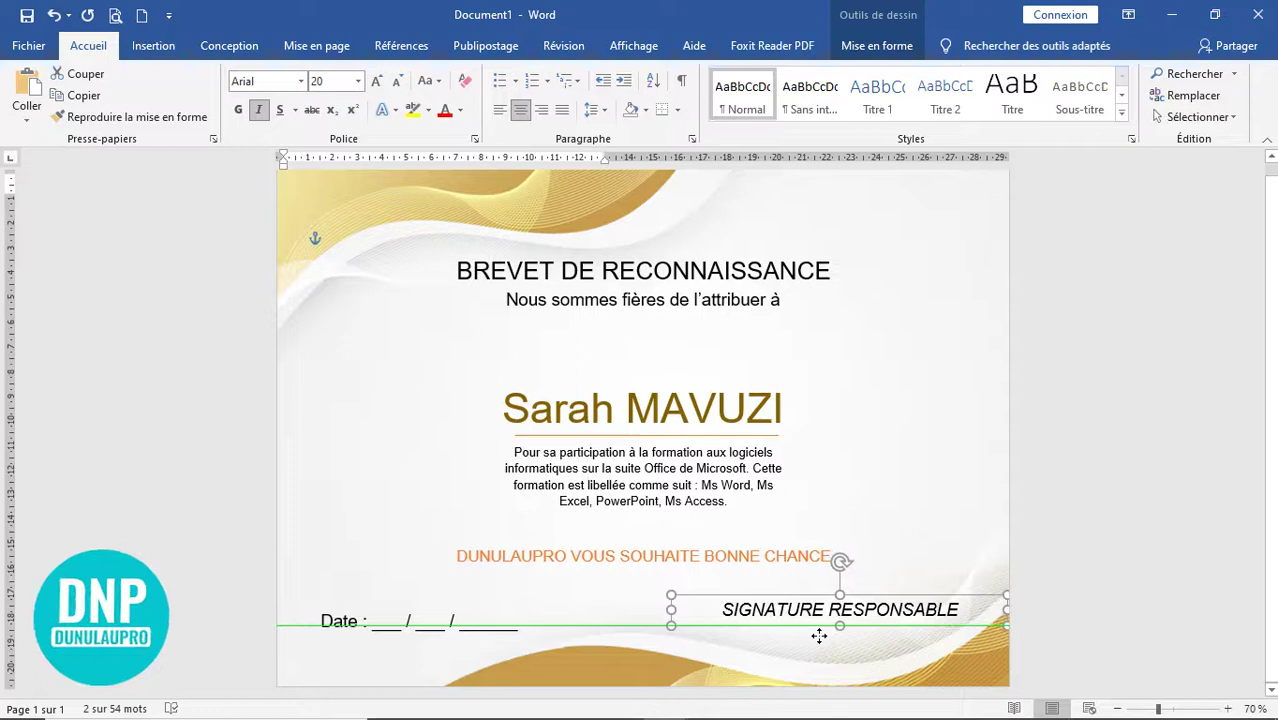 Document1 - Word
Outils de dessin
Connexion
Fichier
Accueil
Insertion
Conception
Mise en page
Références
Publipostage
Révision
Affichage
Aide
Foxit Reader PDF
Mise en forme
Rechercher des outils adaptés
Partager
Coller
Couper
Copier
Reproduire la mise en forme
Arial
20
Aa
G I S abc x₂ x²
AaBbCcDc
AaBbCcDc
AaBbCc
AaBbCcD
AaB
AaBbCcD
¶ Normal
¶ Sans int...
Titre 1
Titre 2
Titre
Sous-titre
Rechercher
Remplacer
Sélectionner
Presse-papiers
Police
Paragraphe
Styles
Édition
BREVET DE RECONNAISSANCE
Nous sommes fières de l’attribuer à
Sarah MAVUZI
Pour sa participation à la formation aux logiciels
informatiques sur la suite Office de Microsoft. Cette
formation est libellée comme suit : Ms Word, Ms
Excel, PowerPoint, Ms Access.
DUNULAUPRO VOUS SOUHAITE BONNE CHANCE
SIGNATURE RESPONSABLE
Date : ___ / ___ / ______
DNP
DUNULAUPRO
Page 1 sur 1
2 sur 54 mots
70 %